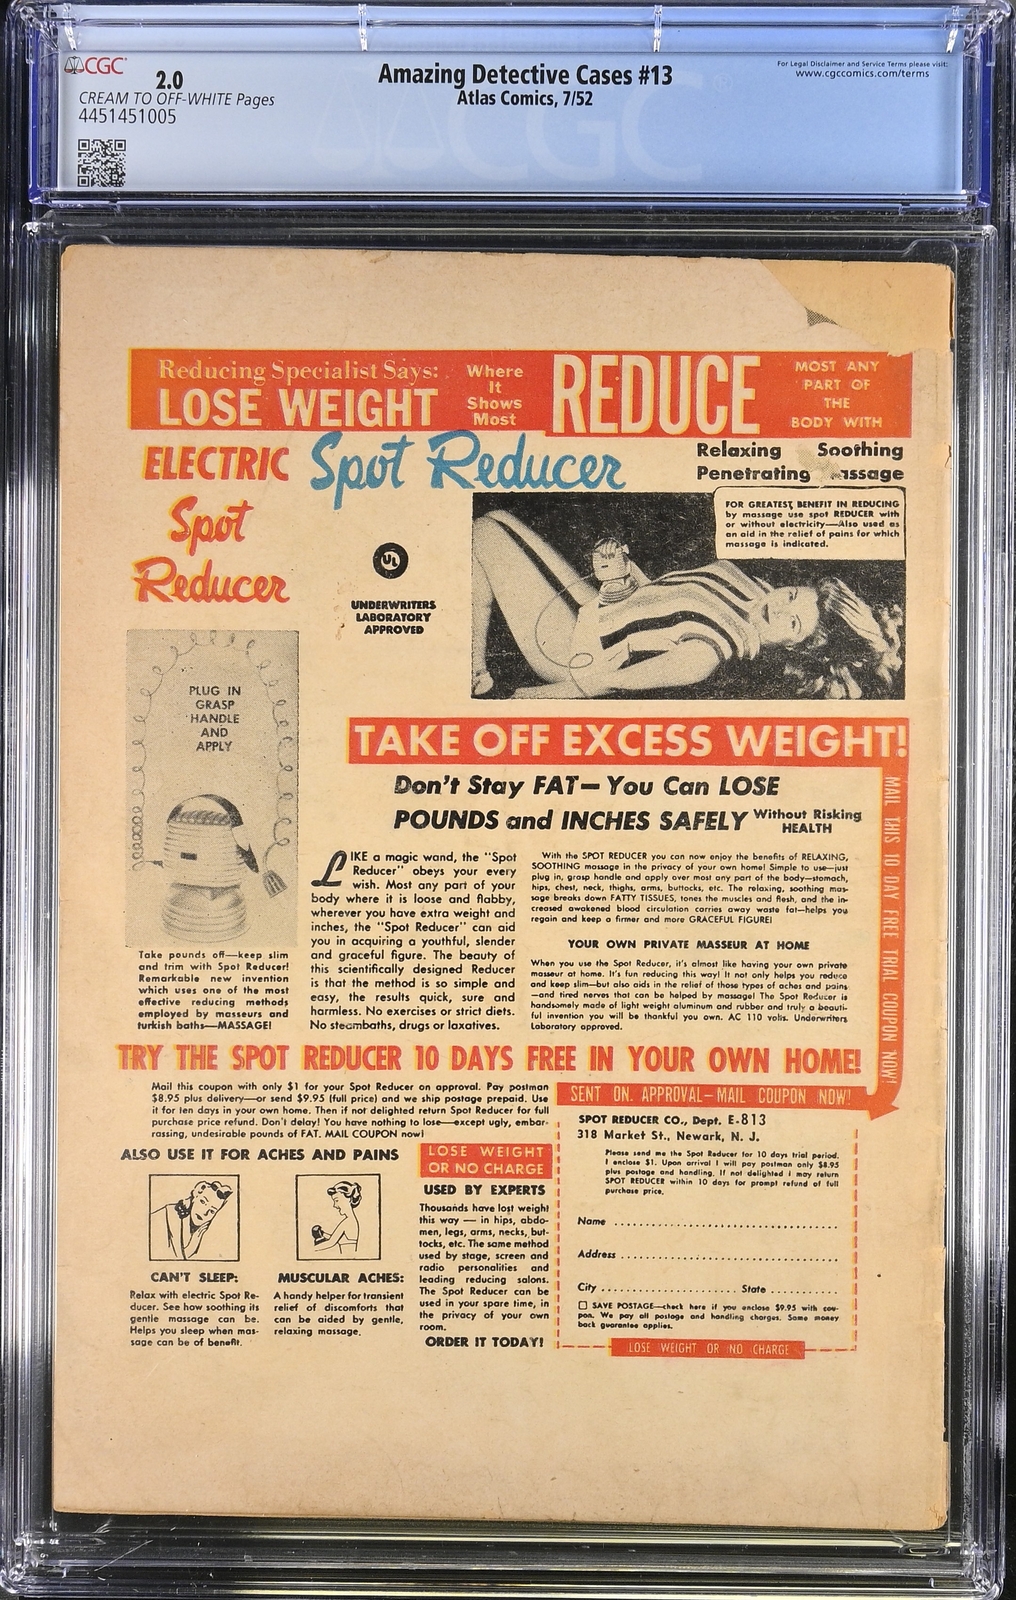 CGC
2.0
CREAM TO OFF-WHITE Pages
4451451005
Amazing Detective Cases #13
Atlas Comics, 7/52
For Legal Disclaimer and Service Terms please visit:
www.cgccomics.com/terms
Reducing Specialist Says:
LOSE WEIGHT
Where
It
Shows
Most
REDUCE
MOST ANY
PART OF
THE
BODY WITH
ELECTRIC
Spot
Reducer
Spot Reducer
Relaxing Soothing
Penetrating assage
UL
UNDERWRITERS
LABORATORY
APPROVED
FOR GREATEST BENEFIT IN REDUCING
by massage use spot REDUCER with
or without electricity—Also used as
an aid in the relief of pains for which
massage is indicated.
PLUG IN
GRASP
HANDLE
AND
APPLY
TAKE OFF EXCESS WEIGHT!
Don't Stay FAT—You Can LOSE
POUNDS and INCHES SAFELY Without Risking
HEALTH
Take pounds off—keep slim
and trim with Spot Reducer!
Remarkable new invention
which uses one of the most
effective reducing methods
employed by masseurs and
turkish baths—MASSAGE!
LIKE a magic wand, the "Spot
Reducer" obeys your every
wish. Most any part of your
body where it is loose and flabby,
wherever you have extra weight and
inches, the "Spot Reducer" can aid
you in acquiring a youthful, slender
and graceful figure. The beauty of
this scientifically designed Reducer
is that the method is so simple and
easy, the results quick, sure and
harmless. No exercises or strict diets.
No steambaths, drugs or laxatives.
With the SPOT REDUCER you can now enjoy the benefits of RELAXING,
SOOTHING massage in the privacy of your own home! Simple to use—just
plug in, grasp handle and apply over most any part of the body—stomach,
hips, chest, neck, thighs, arms, buttocks, etc. The relaxing, soothing mas-
sage breaks down FATTY TISSUES, tones the muscles and flesh, and the in-
creased awakened blood circulation carries away waste fat—helps you
regain and keep a firmer and more GRACEFUL FIGURE!
YOUR OWN PRIVATE MASSEUR AT HOME
When you use the Spot Reducer, it's almost like having your own private
masseur at home. It's fun reducing this way! It not only helps you reduce
and keep slim—but also aids in the relief of those types of aches and pains
—and tired nerves that can be helped by massage! The Spot Reducer is
handsomely made of light weight aluminum and rubber and truly a beauti-
ful invention you will be thankful you own. AC 110 volts. Underwriters
Laboratory approved.
MAIL THIS 10 DAY FREE TRIAL COUPON NOW!
TRY THE SPOT REDUCER 10 DAYS FREE IN YOUR OWN HOME!
Mail this coupon with only $1 for your Spot Reducer on approval. Pay postman
$8.95 plus delivery—or send $9.95 (full price) and we ship postage prepaid. Use
it for ten days in your own home. Then if not delighted return Spot Reducer for full
purchase price refund. Don't delay! You have nothing to lose—except ugly, embar-
rassing, undesirable pounds of FAT. MAIL COUPON now!
ALSO USE IT FOR ACHES AND PAINS
CAN'T SLEEP:
Relax with electric Spot Re-
ducer. See how soothing its
gentle massage can be.
Helps you sleep when mas-
sage can be of benefit.
MUSCULAR ACHES:
A handy helper for transient
relief of discomforts that
can be aided by gentle,
relaxing massage.
LOSE WEIGHT
OR NO CHARGE
USED BY EXPERTS
Thousands have lost weight
this way — in hips, abdo-
men, legs, arms, necks, but-
tocks, etc. The same method
used by stage, screen and
radio personalities and
leading reducing salons.
The Spot Reducer can be
used in your spare time, in
the privacy of your own
room.
ORDER IT TODAY!
SENT ON APPROVAL—MAIL COUPON NOW!
SPOT REDUCER CO., Dept. E-813
318 Market St., Newark, N. J.
Please send me the Spot Reducer for 10 days trial period.
I enclose $1. Upon arrival I will pay postman only $8.95
plus postage and handling. If not delighted I may return
SPOT REDUCER within 10 days for prompt refund of full
purchase price.
Name
Address
City State
SAVE POSTAGE—check here if you enclose $9.95 with cou-
pon. We pay all postage and handling charges. Same money
back guarantee applies.
LOSE WEIGHT OR NO CHARGE